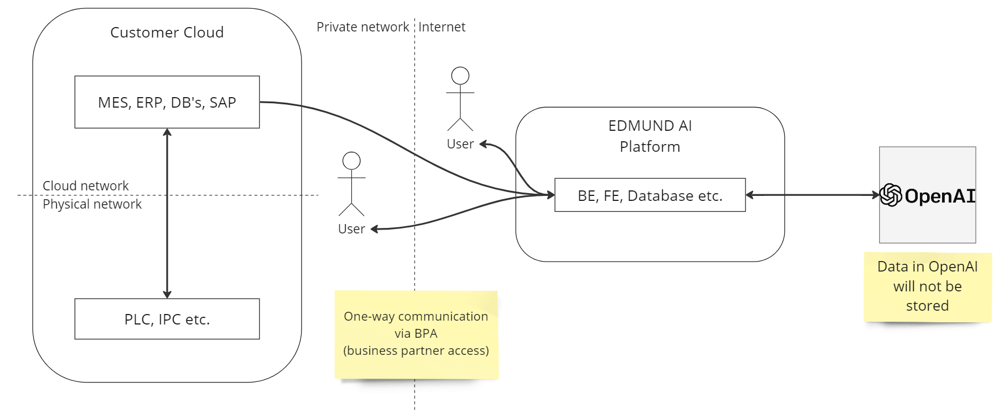 Customer Cloud
MES, ERP, DB's, SAP
Cloud network
Physical network
PLC, IPC etc.
Private network
Internet
User
User
One-way communication
via BPA
(business partner access)
EDMUND AI
Platform
BE, FE, Database etc.
OpenAI
Data in OpenAI
will not be
stored